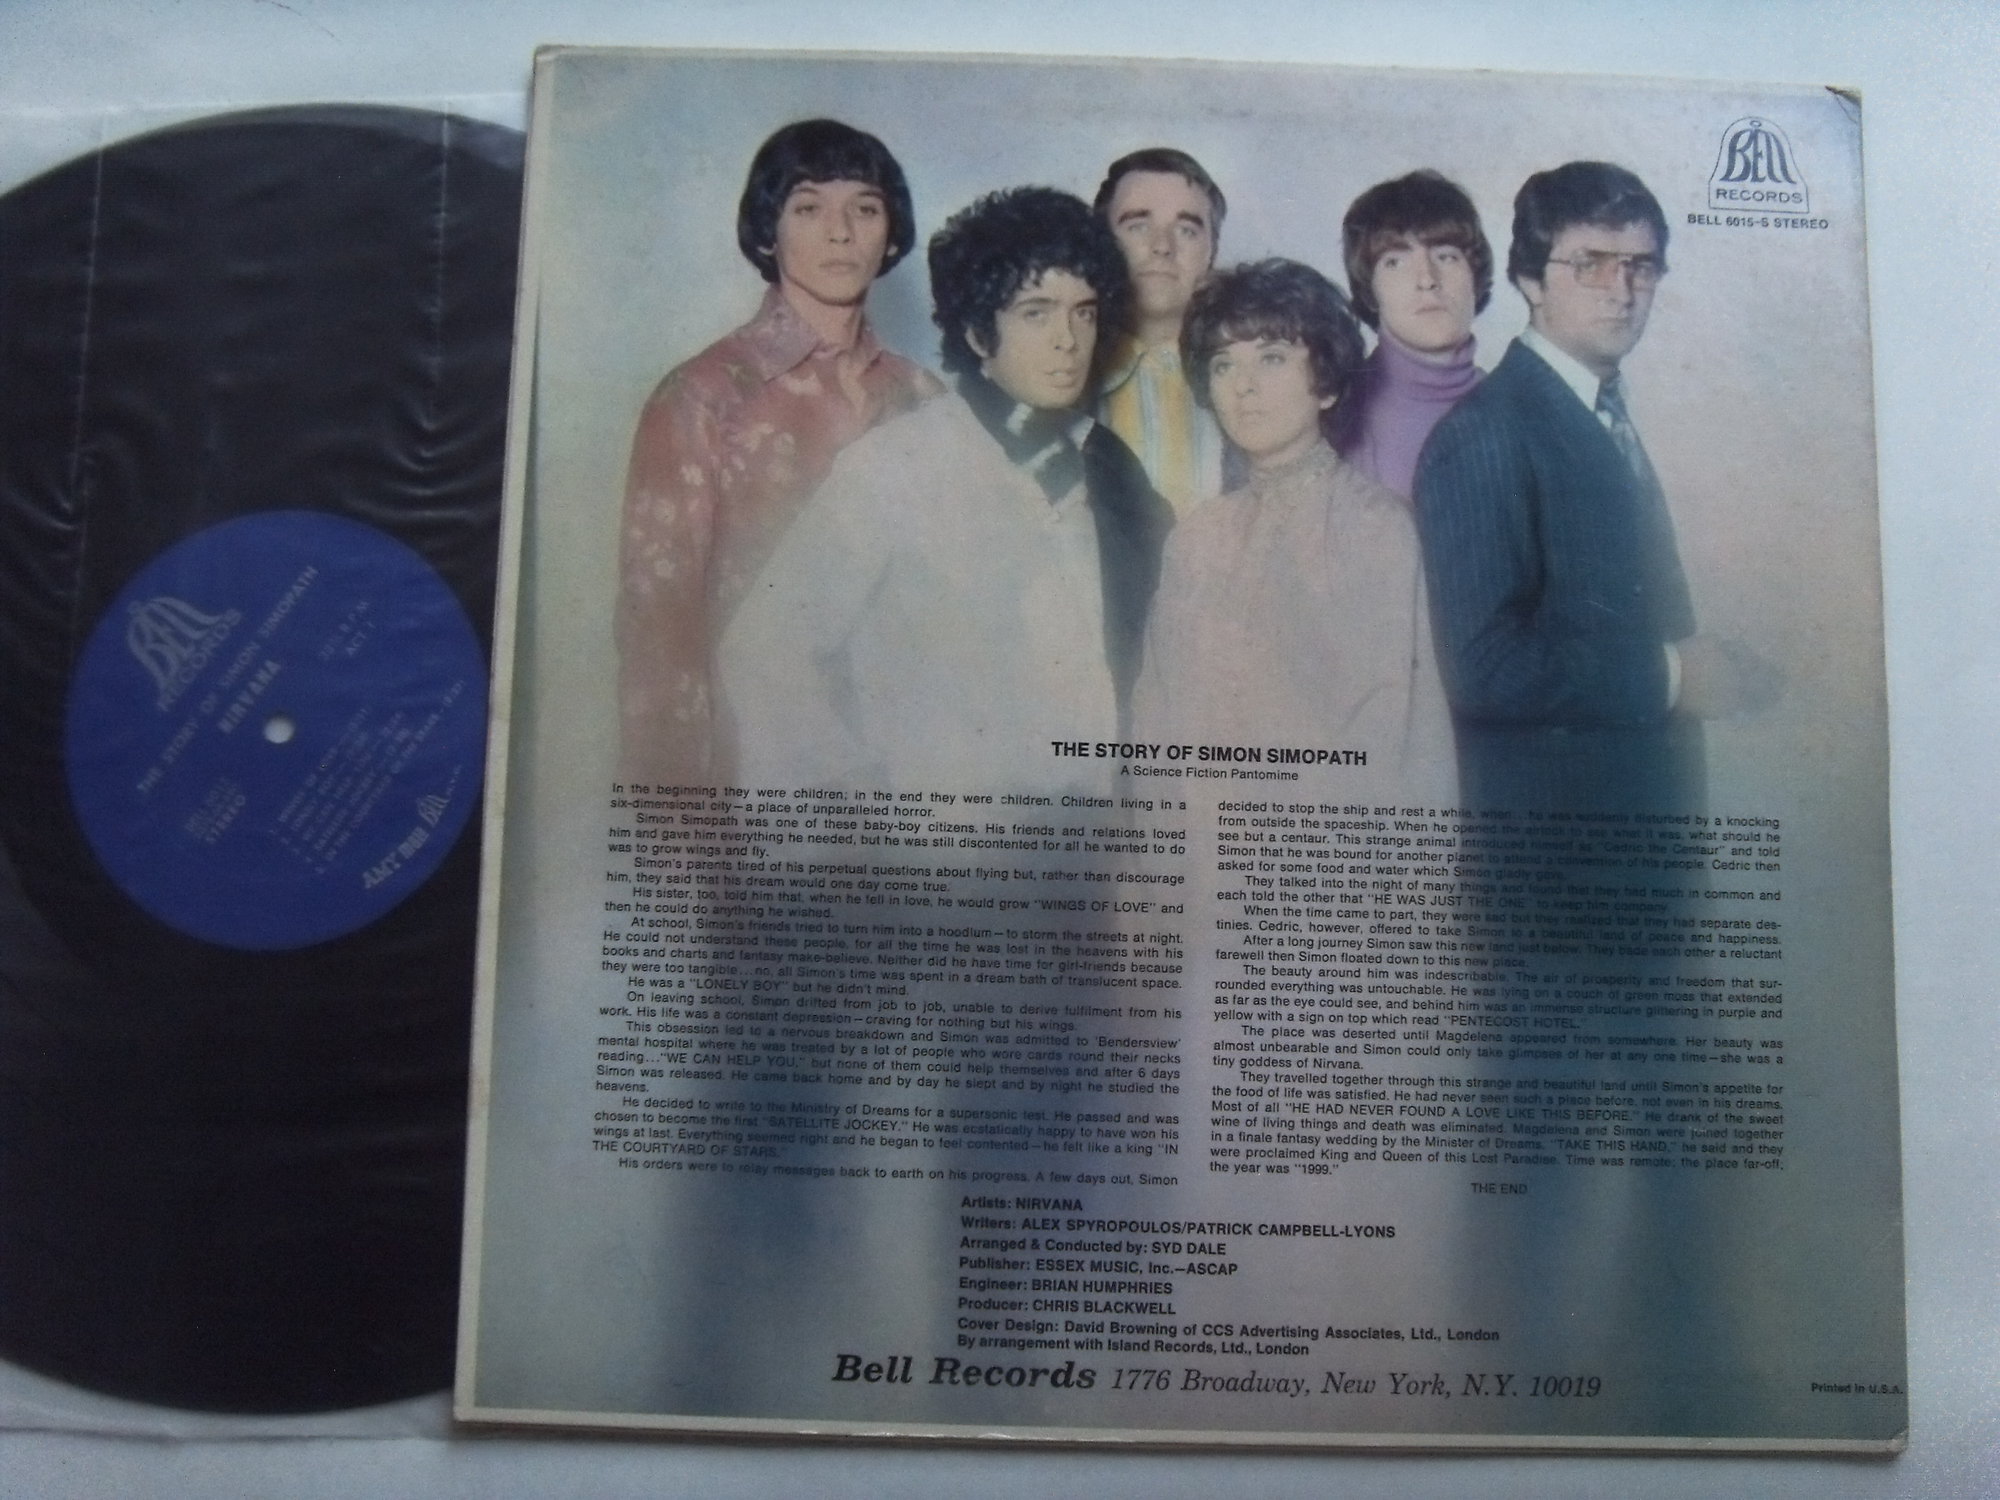 BELL
RECORDS
BELL 6015-S STEREO
THE STORY OF SIMON SIMOPATH
A Science Fiction Pantomime
In the beginning they were children; in the end they were children. Children living in a
six-dimensional city—a place of unparalleled horror.
Simon Simopath was one of these baby-boy citizens. His friends and relations loved
him and gave him everything he needed, but he was still discontented for all he wanted to do
was to grow wings and fly.
Simon's parents tired of his perpetual questions about flying but, rather than discourage
him, they said that his dream would one day come true.
His sister, too, told him that, when he fell in love, he would grow "WINGS OF LOVE" and
then he could do anything he wished.
At school, Simon's friends tried to turn him into a hoodlum—to storm the streets at night.
He could not understand these people, for all the time he was lost in the heavens with his
books and charts and fantasy make-believe. Neither did he have time for girl-friends because
they were too tangible...no, all Simon's time was spent in a dream bath of translucent space.
He was a "LONELY BOY" but he didn't mind.
On leaving school, Simon drifted from job to job, unable to derive fulfilment from his
work. His life was a constant depression—craving for nothing but his wings.
This obsession led to a nervous breakdown and Simon was admitted to 'Bendersview'
mental hospital where he was treated by a lot of people who wore cards round their necks
reading..."WE CAN HELP YOU," but none of them could help themselves and after 6 days
Simon was released. He came back home and by day he slept and by night he studied the
heavens.
He decided to write to the Ministry of Dreams for a supersonic test. He passed and was
chosen to become the first "SATELLITE JOCKEY." He was ecstatically happy to have won his
wings at last. Everything seemed right and he began to feel contented—he felt like a king "IN
THE COURTYARD OF STARS."
His orders were to relay messages back to earth on his progress. A few days out, Simon
decided to stop the ship and rest a while, when...he was suddenly disturbed by a knocking
from outside the spaceship. When he opened the airlock to see what it was, what should he
see but a centaur. This strange animal introduced himself as "Cedric the Centaur" and told
Simon that he was bound for another planet to attend a convention of his people. Cedric then
asked for some food and water which Simon gladly gave.
They talked into the night of many things and found that they had much in common and
each told the other that "HE WAS JUST THE ONE" to keep him company.
When the time came to part, they were sad but they realized that they had separate des-
tinies. Cedric, however, offered to take Simon to a beautiful land of peace and happiness.
After a long journey Simon saw this new land just below. They bade each other a reluctant
farewell then Simon floated down to this new place.
The beauty around him was indescribable. The air of prosperity and freedom that sur-
rounded everything was untouchable. He was lying on a couch of green moss that extended
as far as the eye could see, and behind him was an immense structure glittering in purple and
yellow with a sign on top which read "PENTECOST HOTEL."
The place was deserted until Magdelena appeared from somewhere. Her beauty was
almost unbearable and Simon could only take glimpses of her at any one time—she was a
tiny goddess of Nirvana.
They travelled together through this strange and beautiful land until Simon's appetite for
the food of life was satisfied. He had never seen such a place before, not even in his dreams.
Most of all "HE HAD NEVER FOUND A LOVE LIKE THIS BEFORE." He drank of the sweet
wine of living things and death was eliminated. Magdelena and Simon were joined together
in a finale fantasy wedding by the Minister of Dreams. "TAKE THIS HAND," he said and they
were proclaimed King and Queen of this Lost Paradise. Time was remote; the place far-off;
the year was "1999."
THE END
Artists: NIRVANA
Writers: ALEX SPYROPOULOS/PATRICK CAMPBELL-LYONS
Arranged & Conducted by: SYD DALE
Publisher: ESSEX MUSIC, Inc.—ASCAP
Engineer: BRIAN HUMPHRIES
Producer: CHRIS BLACKWELL
Cover Design: David Browning of CCS Advertising Associates, Ltd., London
By arrangement with Island Records, Ltd., London
Bell Records 1776 Broadway, New York, N.Y. 10019
Printed in U.S.A.
BELL
RECORDS
THE STORY OF SIMON SIMOPATH
NIRVANA
R.P.M.
ACT 1
STEREO